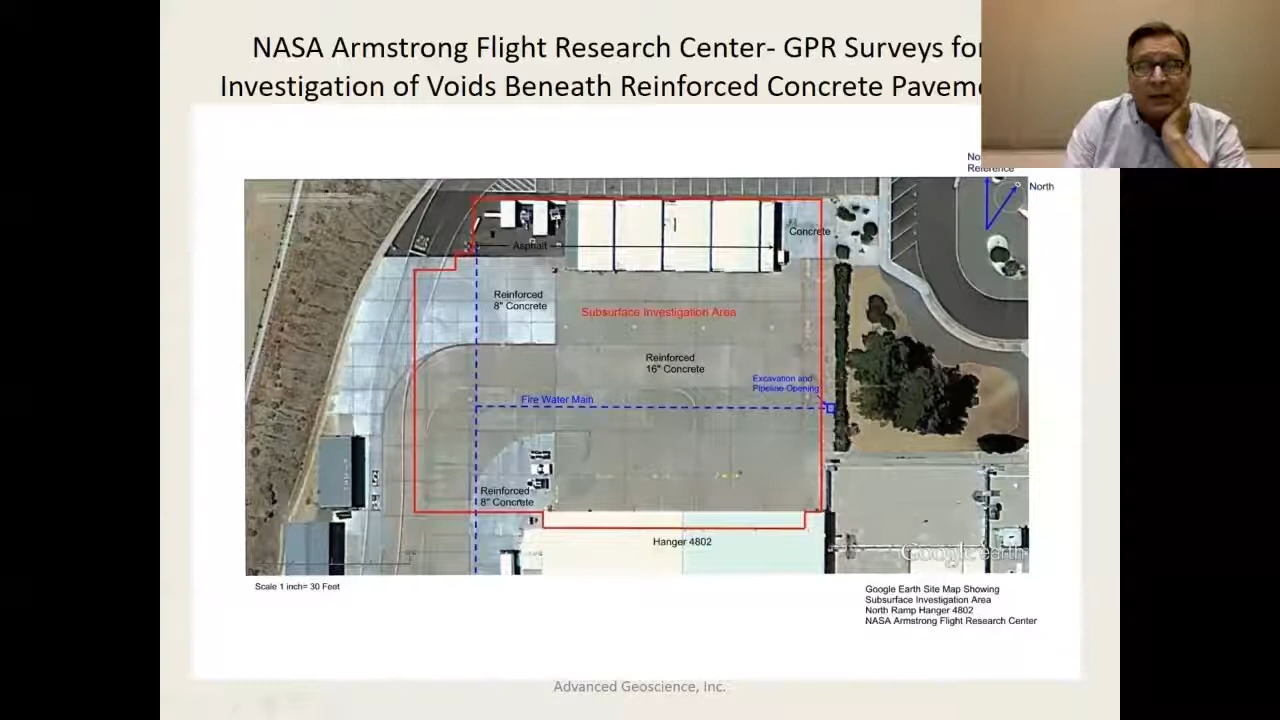 NASA Armstrong Flight Research Center- GPR Surveys for
Investigation of Voids Beneath Reinforced Concrete
Reference
North
Concrete
Asphalt
Reinforced
8" Concrete
Subsurface Investigation Area
Reinforced
16" Concrete
Excavation and
Pipeline Opening
Fire Water Main
Reinforced
8" Concrete
Hanger 4802
Google earth
Scale 1 inch= 30 Feet
Google Earth Site Map Showing
Subsurface Investigation Area
North Ramp Hanger 4802
NASA Armstrong Flight Research Center
Advanced Geoscience, Inc.